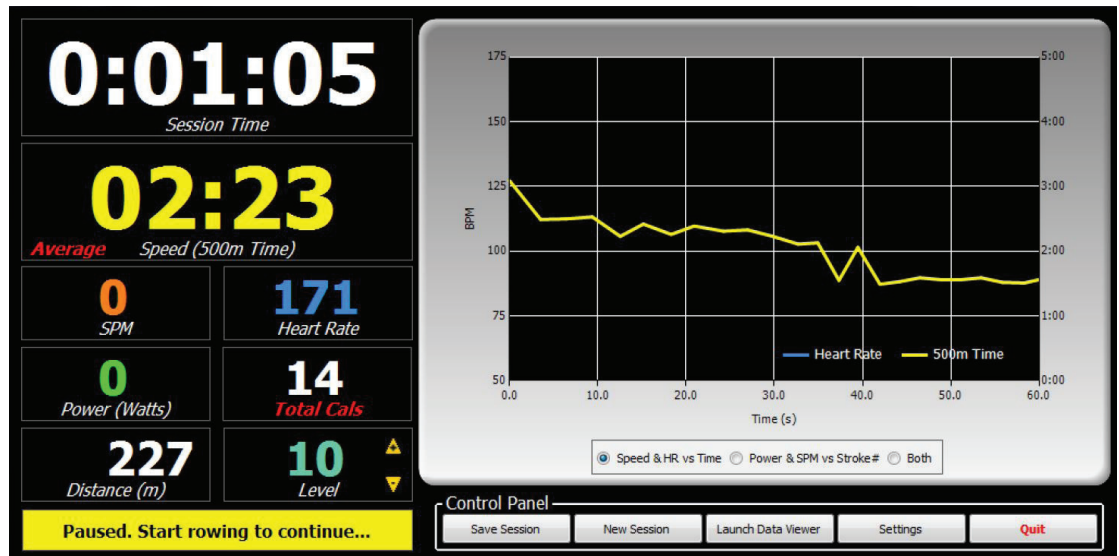 0:01:05
Session Time
02:23
Average Speed (500m Time)
0
SPM
171
Heart Rate
0
Power (Watts)
14
Total Cals
227
Distance (m)
10
Level
+
-
Paused. Start rowing to continue...
175
150
125
100
75
50
BPM
5:00
4:00
3:00
2:00
1:00
0:00
Heart Rate 500m Time
0.0 10.0 20.0 30.0 40.0 50.0 60.0
Time (s)
Speed & HR vs Time Power & SPM vs Stroke# Both
Control Panel
Save Session New Session Launch Data Viewer Settings Quit